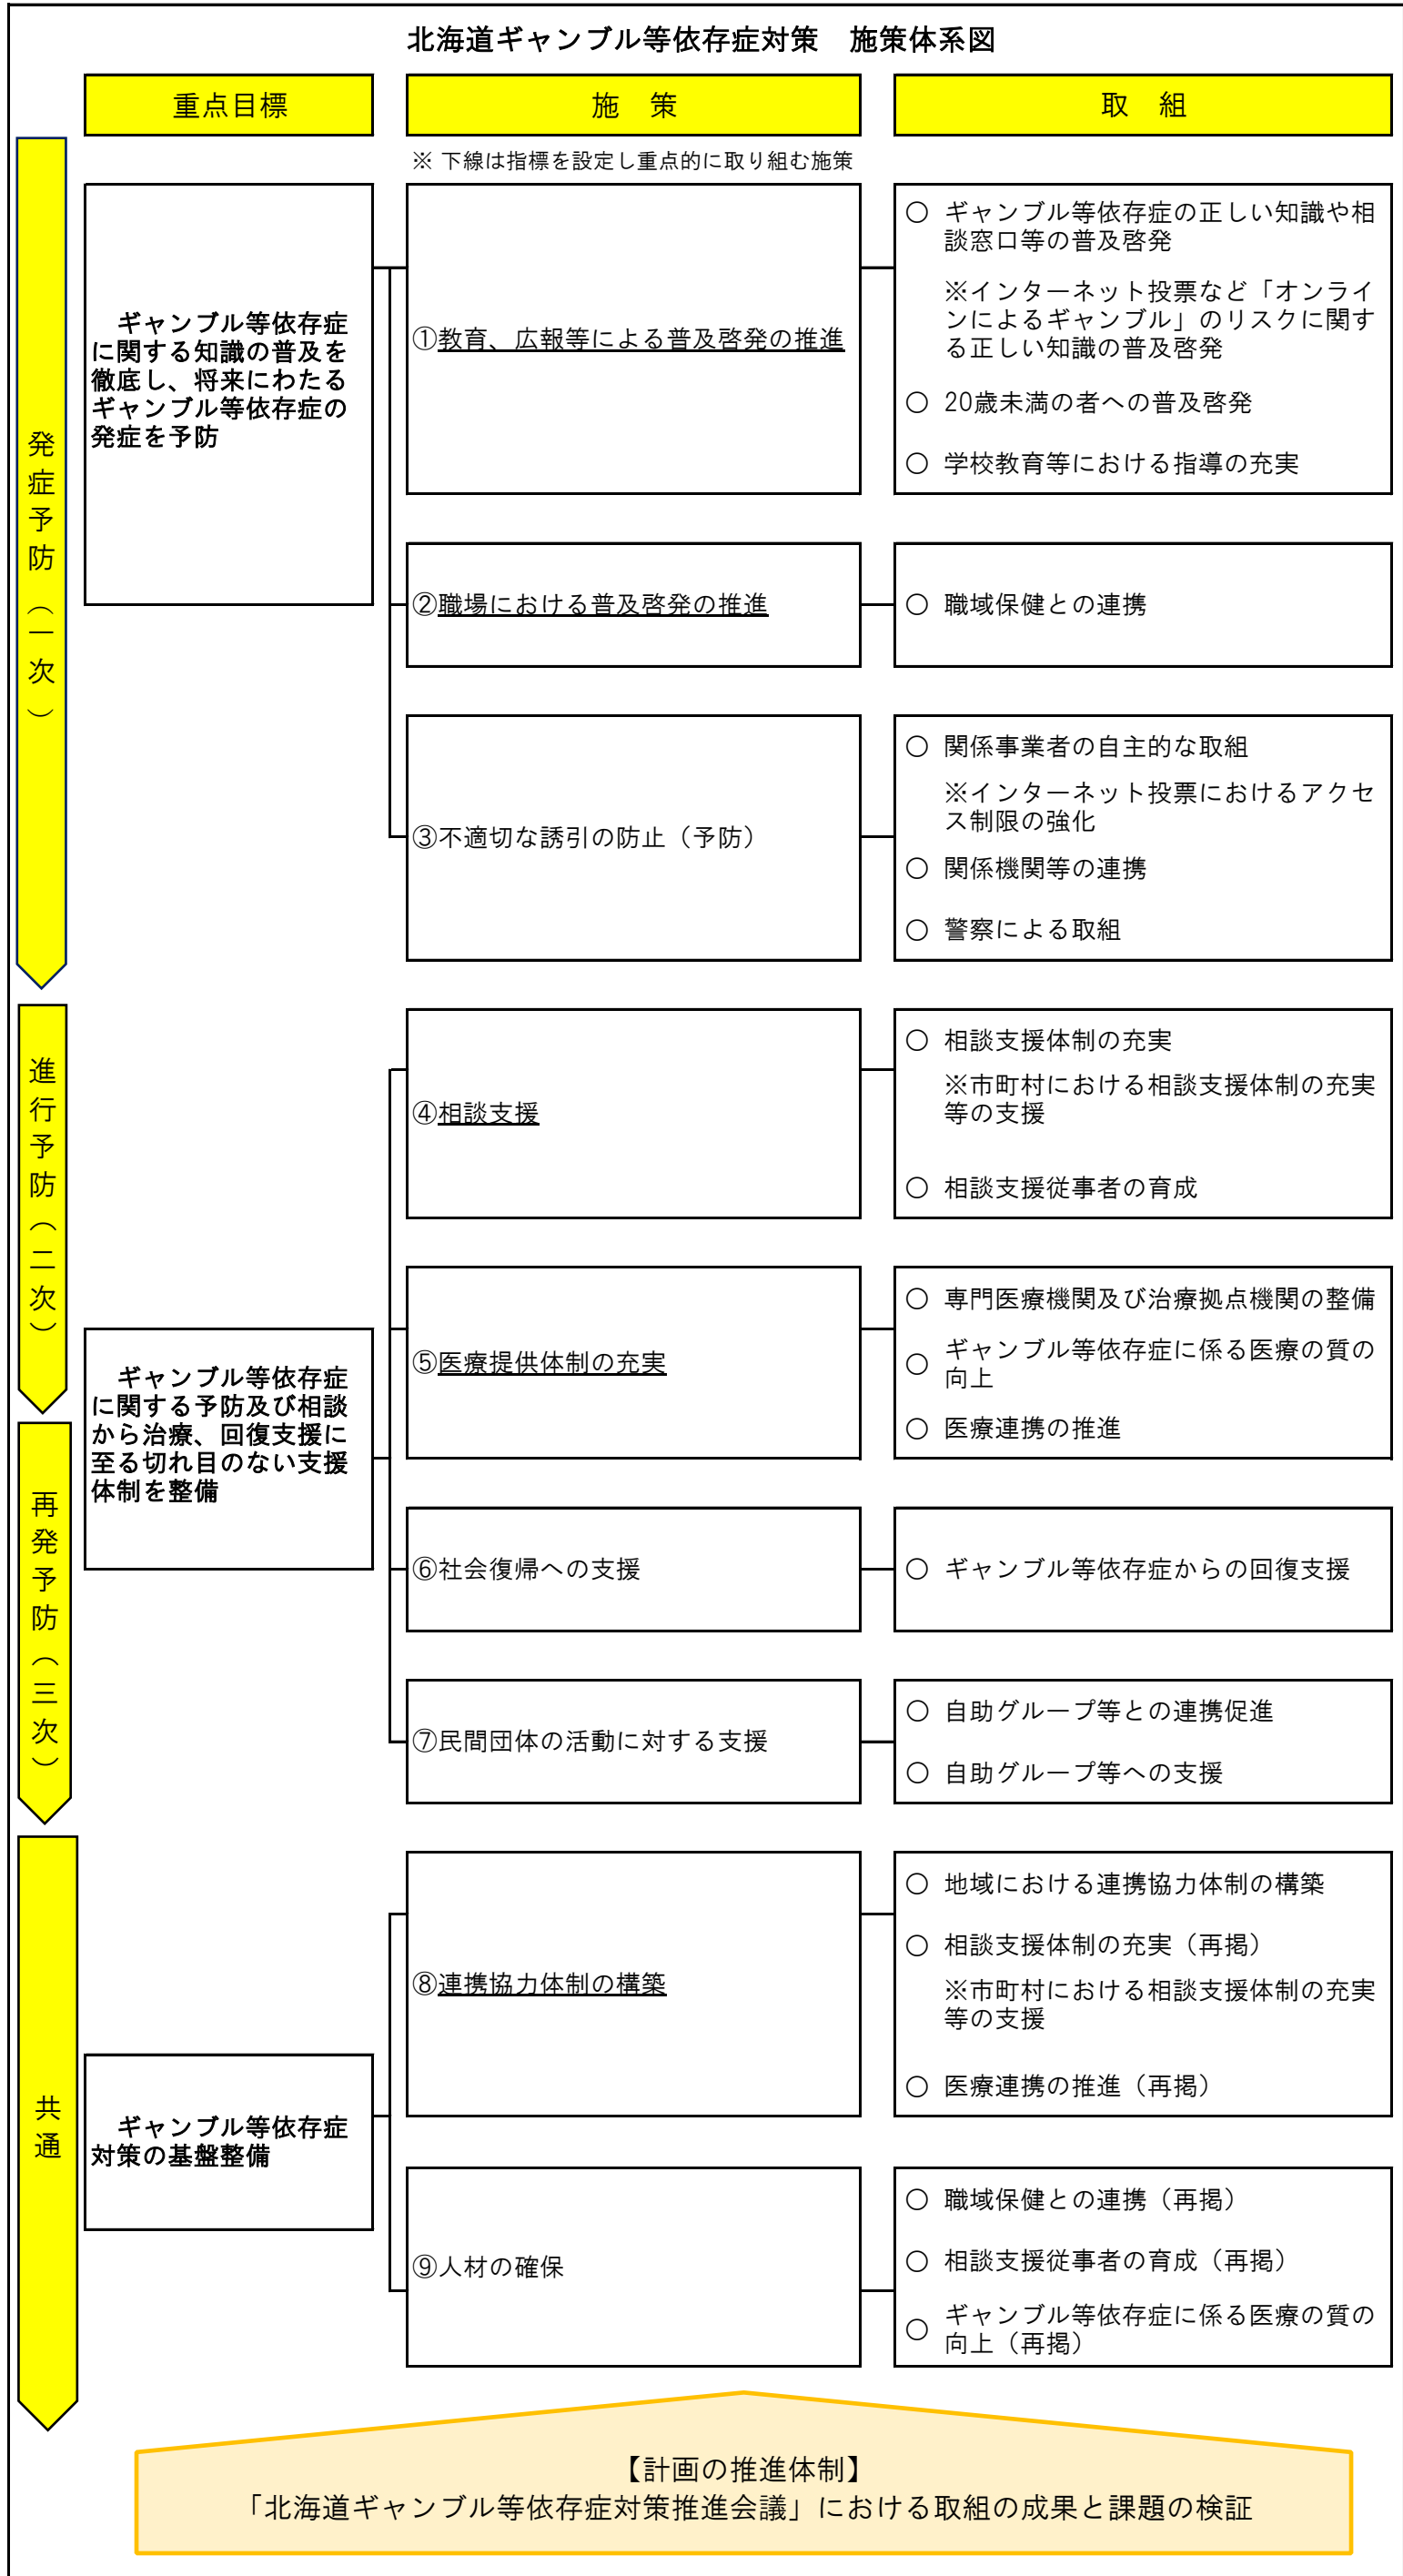 北海道ギャンブル等依存症対策　施策体系図
重点目標
施　策
取　組
※ 下線は指標を設定し重点的に取り組む施策
発症予防（一次）
ギャンブル等依存症
に関する知識の普及を
徹底し、将来にわたる
ギャンブル等依存症の
発症を予防
①教育、広報等による普及啓発の推進
○ ギャンブル等依存症の正しい知識や相
談窓口等の普及啓発
※インターネット投票など「オンライ
ンによるギャンブル」のリスクに関す
る正しい知識の普及啓発
○ 20歳未満の者への普及啓発
○ 学校教育等における指導の充実
②職場における普及啓発の推進
○ 職域保健との連携
③不適切な誘引の防止（予防）
○ 関係事業者の自主的な取組
※インターネット投票におけるアクセ
ス制限の強化
○ 関係機関等の連携
○ 警察による取組
進行予防（二次）
再発予防（三次）
ギャンブル等依存症
に関する予防及び相談
から治療、回復支援に
至る切れ目のない支援
体制を整備
④相談支援
○ 相談支援体制の充実
※市町村における相談支援体制の充実
等の支援
○ 相談支援従事者の育成
⑤医療提供体制の充実
○ 専門医療機関及び治療拠点機関の整備
○ ギャンブル等依存症に係る医療の質の
向上
○ 医療連携の推進
⑥社会復帰への支援
○ ギャンブル等依存症からの回復支援
⑦民間団体の活動に対する支援
○ 自助グループ等との連携促進
○ 自助グループ等への支援
共通
ギャンブル等依存症
対策の基盤整備
⑧連携協力体制の構築
○ 地域における連携協力体制の構築
○ 相談支援体制の充実（再掲）
※市町村における相談支援体制の充実
等の支援
○ 医療連携の推進（再掲）
⑨人材の確保
○ 職域保健との連携（再掲）
○ 相談支援従事者の育成（再掲）
○ ギャンブル等依存症に係る医療の質の
向上（再掲）
【計画の推進体制】
「北海道ギャンブル等依存症対策推進会議」における取組の成果と課題の検証